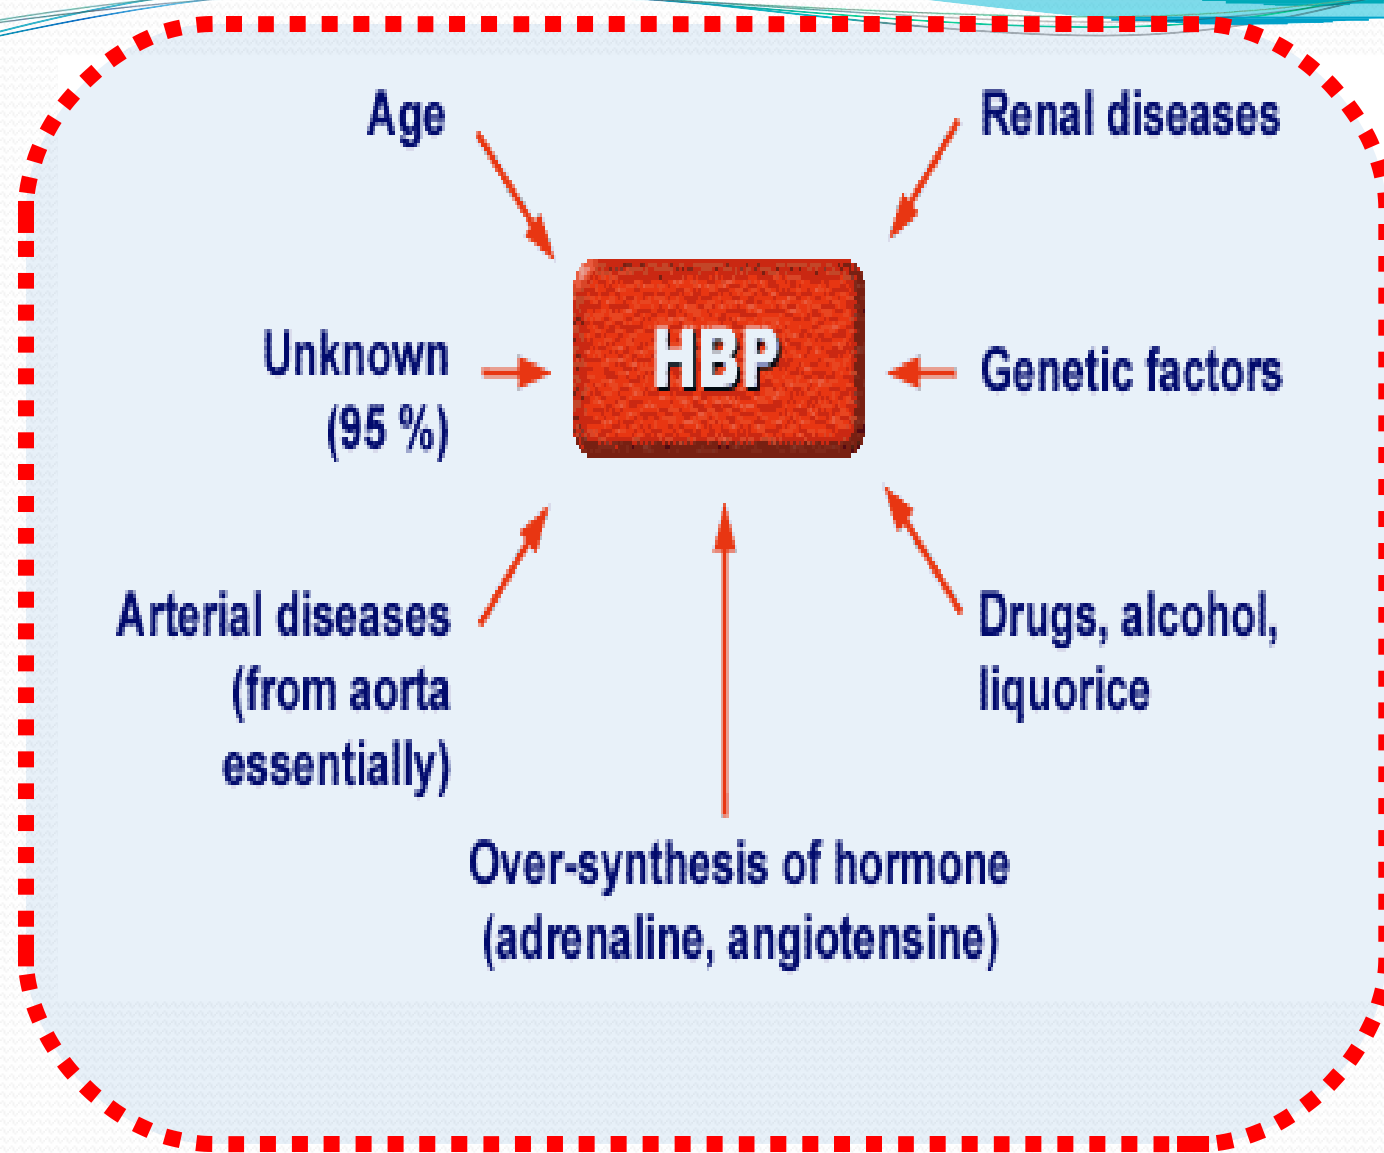 Age
Renal diseases
HBP
Unknown
(95 %)
Genetic factors
Arterial diseases
(from aorta
essentially)
Drugs, alcohol,
liquorice
Over-synthesis of hormone
(adrenaline, angiotensine)